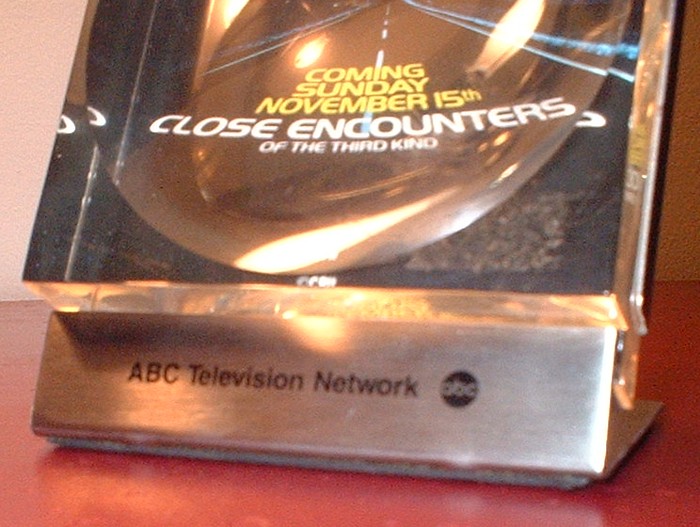 COMING
SUNDAY
NOVEMBER 15th
CLOSE ENCOUNTERS
OF THE THIRD KIND
ABC Television Network abc